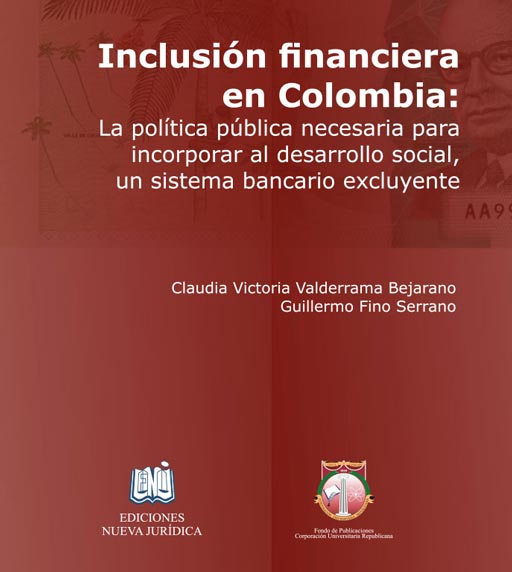 Inclusión financiera
en Colombia:
La política pública necesaria para
incorporar al desarrollo social,
un sistema bancario excluyente
AA99
Claudia Victoria Valderrama Bejarano
Guillermo Fino Serrano
EDICIONES
NUEVA JURÍDICA
Fondo de Publicaciones
Corporación Universitaria Republicana